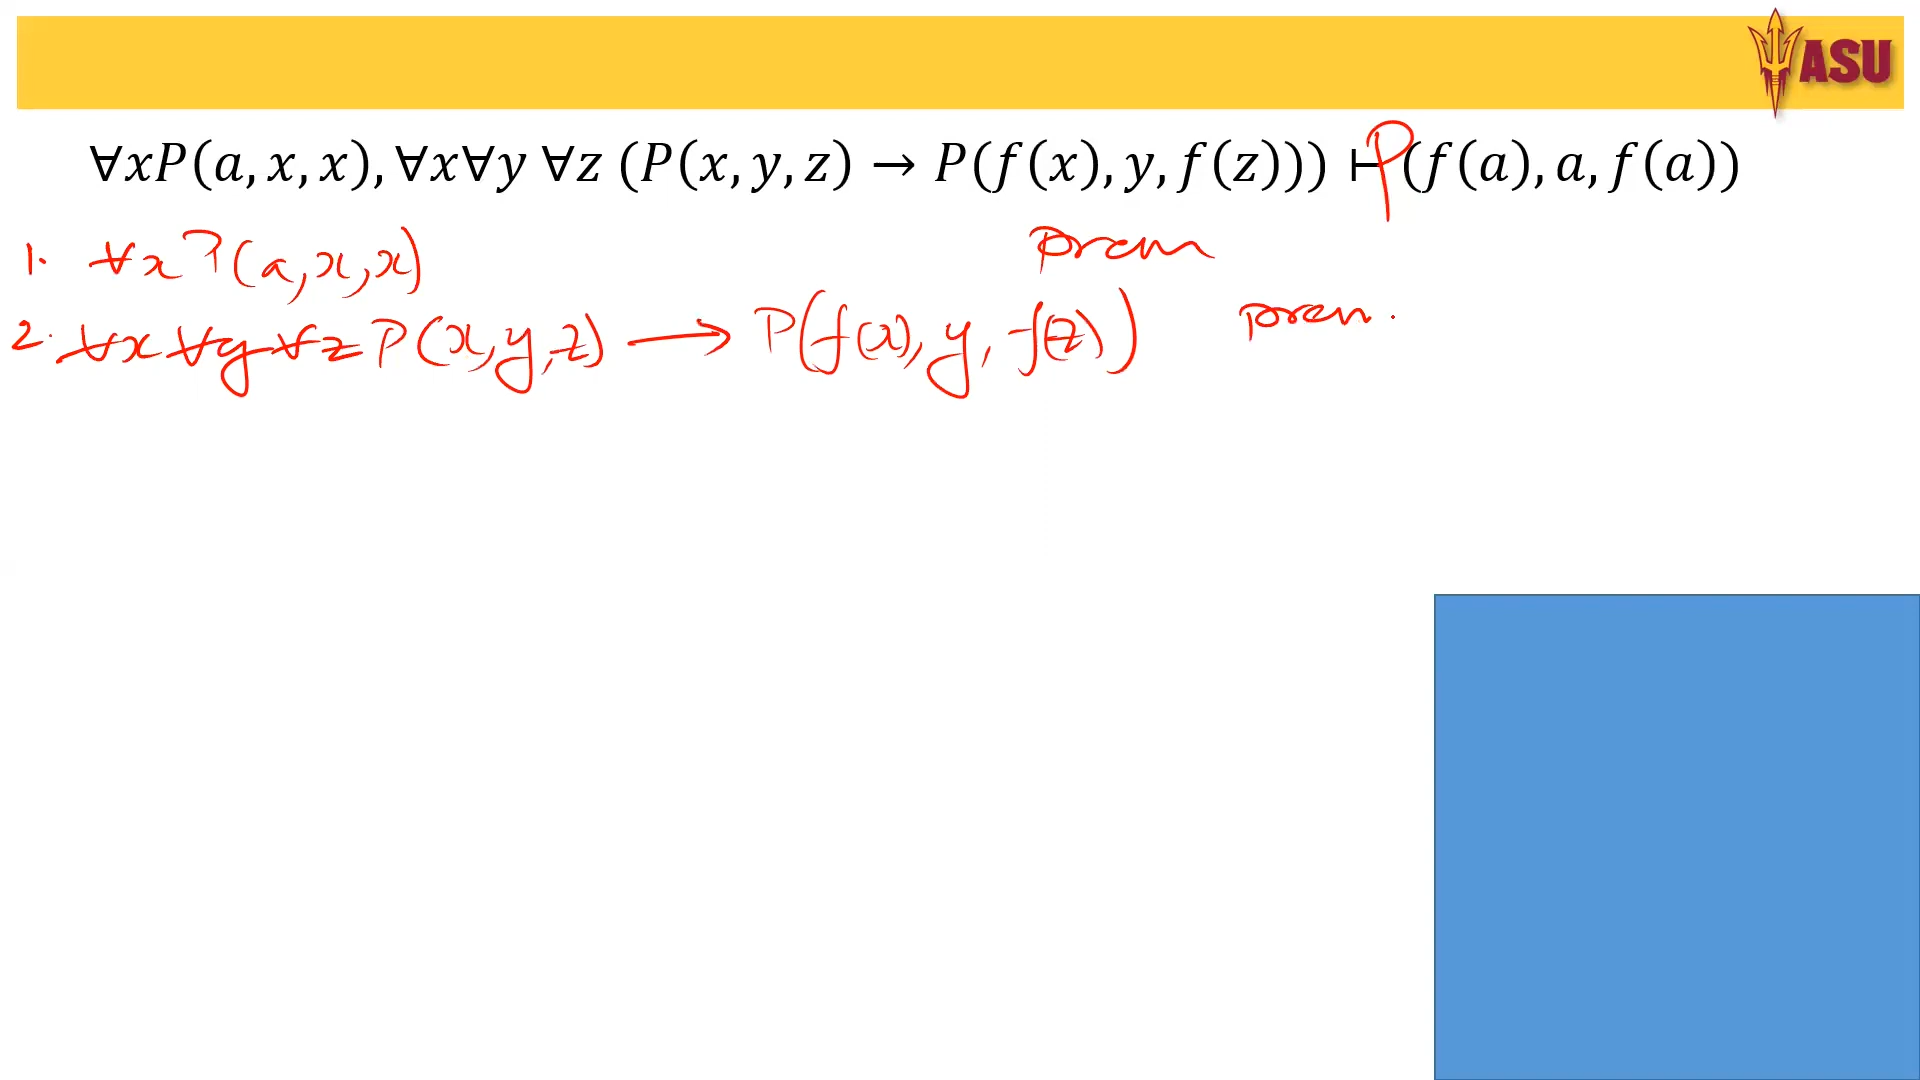 ASU
∀xP(a, x, x), ∀x∀y ∀z (P(x, y, z) → P(f(x), y, f(z))) ⊢ P(f(a), a, f(a))
1. ∀x P(a, x, x) prem
2. ∀x ∀y ∀z P(x, y, z) → P(f(x), y, f(z)) prem.